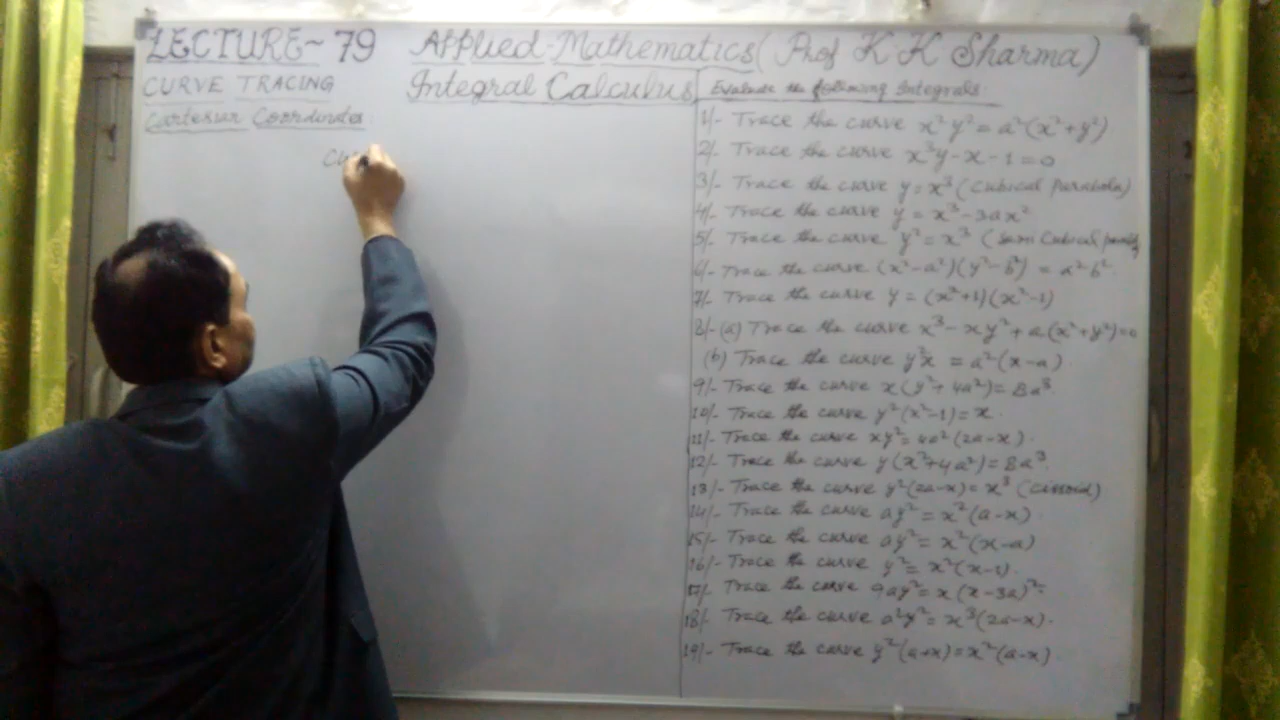 LECTURE~79 Applied-Mathematics (Prof K K Sharma)
CURVE TRACING
Integral Calculus
Cartesian Coordinates:
Cu
Evaluate the following Integrals:
1/- Trace the curve x²y² = a²(x²+y²)
2/- Trace the curve x³y-x-1=0
3/- Trace the curve y=x³ (Cubical Parabola)
4/- Trace the curve y = x³-3ax²
5/- Trace the curve y² = x³ (Semi Cubical
6/- Trace the curve (x²-a²)(y²-b²) = a²b²
7/- Trace the curve y = (x²+1)(x²-1)
8/-(a) Trace the curve x³-xy²+a(x²+y²)=0
(b) Trace the curve = a²(x-a)
9/- Trace the curve x(y²+4a²)=8a³.
10/- Trace the curve y²(x²-1)=x.
11/- Trace the curve xy²=4a²(2a-x).
12/- Trace the curve y(x²+4a²)=8a³.
13/- Trace the curve y²(2a-x)=x³ (Cissoid)
14/- Trace the curve ay²=x²(a-x)
15/- Trace the curve ay²=x²(x-a)
16/- Trace the curve y²=x²(x-1).
17/- Trace the curve 9ay²=x(x-3a)².
18/- Trace the curve a²y²=x³(2a-x).
19/- Trace the curve y²(a+x)=x²(a-x)